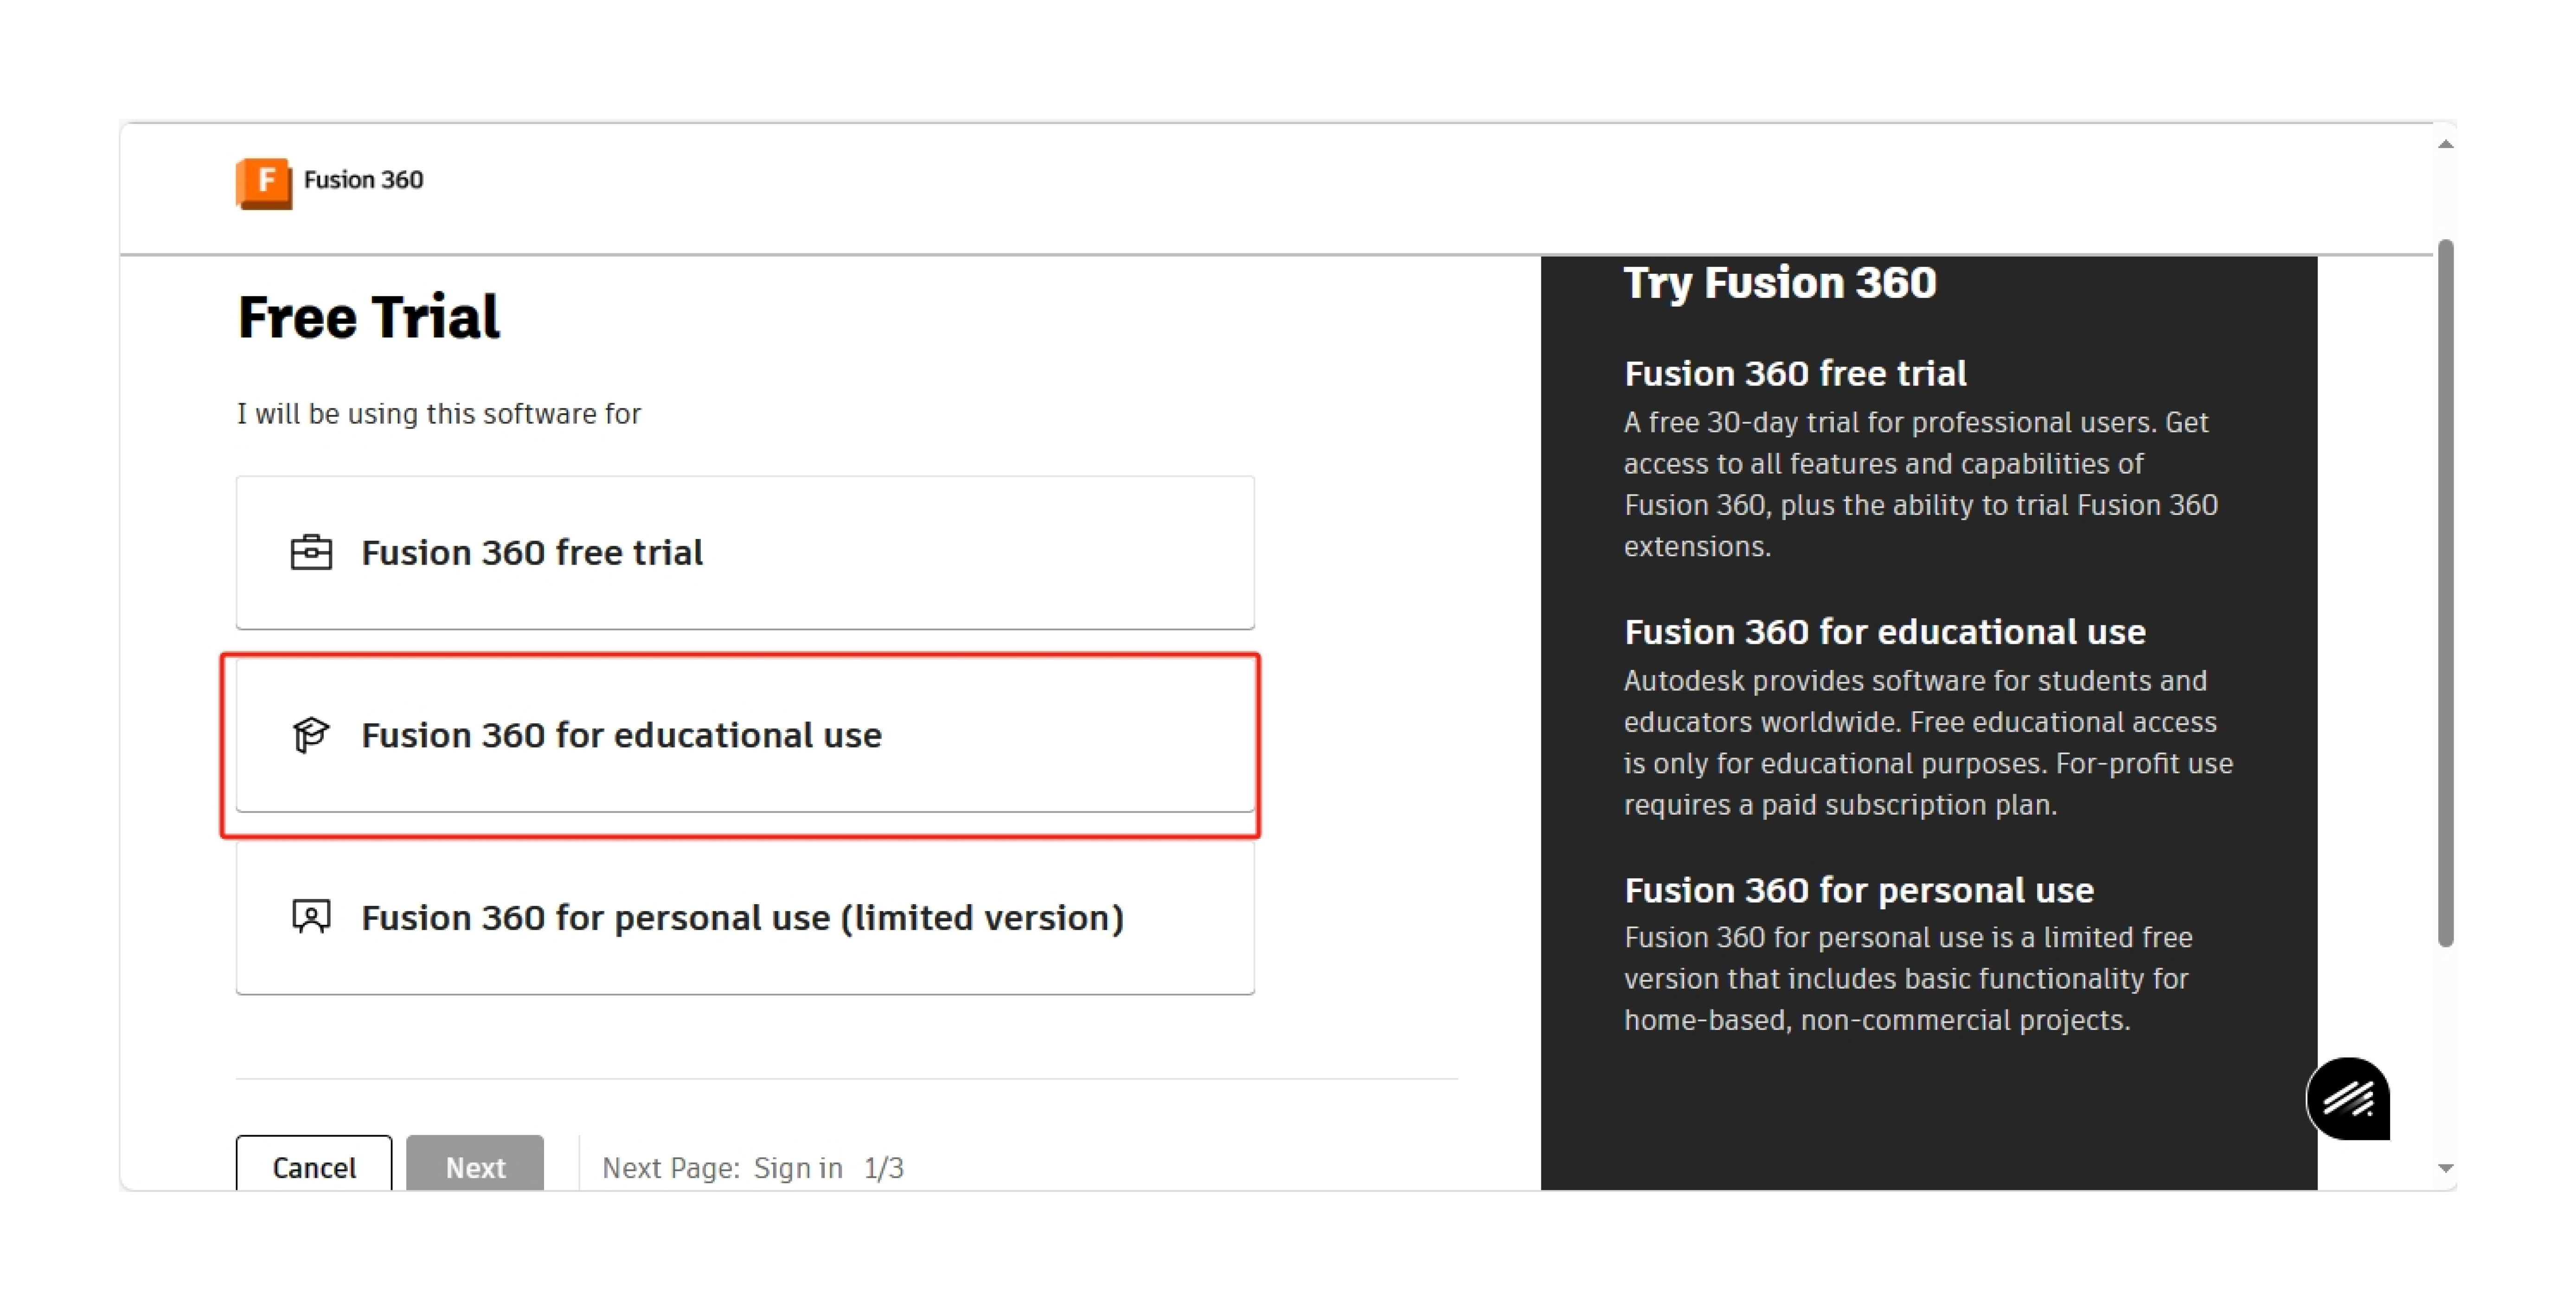 F
Fusion 360
Free Trial
I will be using this software for
Fusion 360 free trial
Fusion 360 for educational use
Fusion 360 for personal use (limited version)
Cancel
Next
Next Page: Sign in 1/3
Try Fusion 360
Fusion 360 free trial
A free 30-day trial for professional users. Get
access to all features and capabilities of
Fusion 360, plus the ability to trial Fusion 360
extensions.
Fusion 360 for educational use
Autodesk provides software for students and
educators worldwide. Free educational access
is only for educational purposes. For-profit use
requires a paid subscription plan.
Fusion 360 for personal use
Fusion 360 for personal use is a limited free
version that includes basic functionality for
home-based, non-commercial projects.